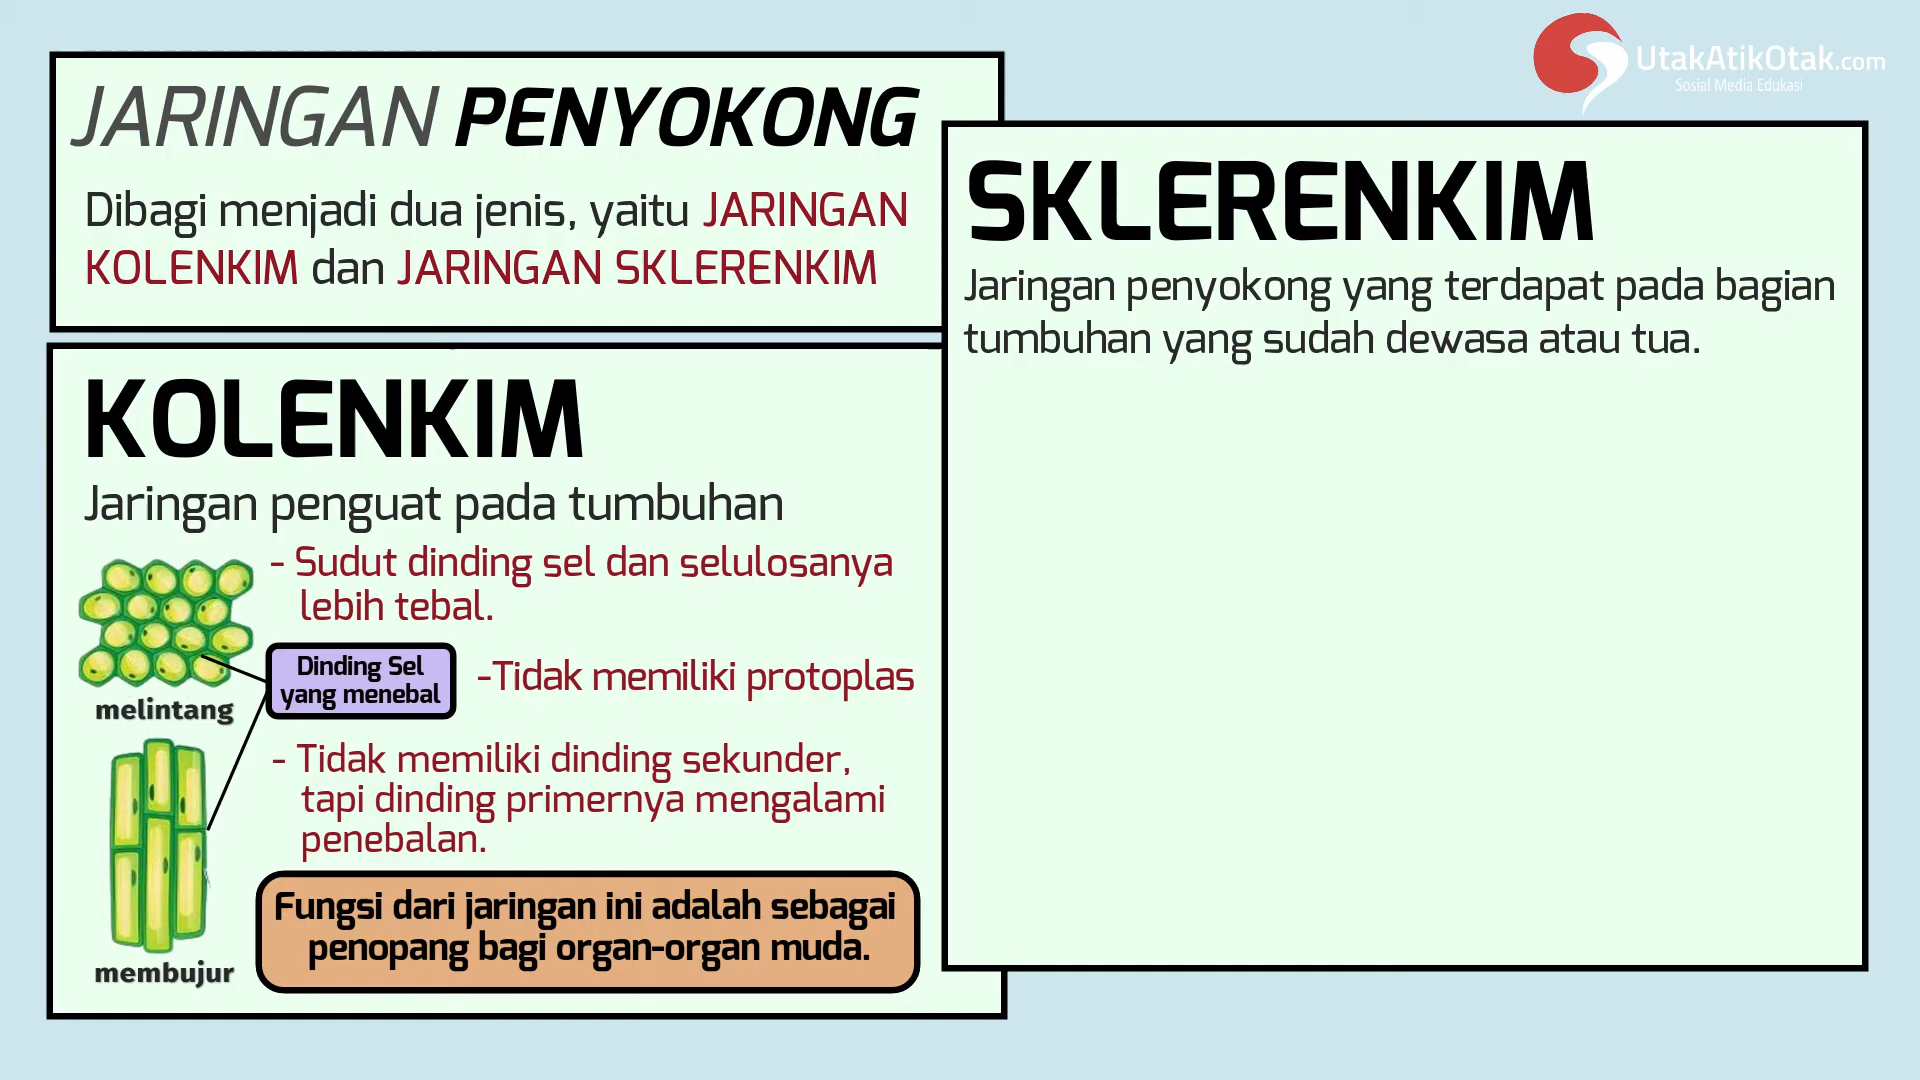 UtakAtikOtak.com
Sosial Media Edukasi
JARINGAN PENYOKONG
Dibagi menjadi dua jenis, yaitu JARINGAN
KOLENKIM dan JARINGAN SKLERENKIM
KOLENKIM
Jaringan penguat pada tumbuhan
- Sudut dinding sel dan selulosanya
lebih tebal.
Dinding Sel
yang menebal
-Tidak memiliki protoplas
melintang
- Tidak memiliki dinding sekunder,
tapi dinding primernya mengalami
penebalan.
Fungsi dari jaringan ini adalah sebagai
penopang bagi organ-organ muda.
membujur
SKLERENKIM
Jaringan penyokong yang terdapat pada bagian
tumbuhan yang sudah dewasa atau tua.